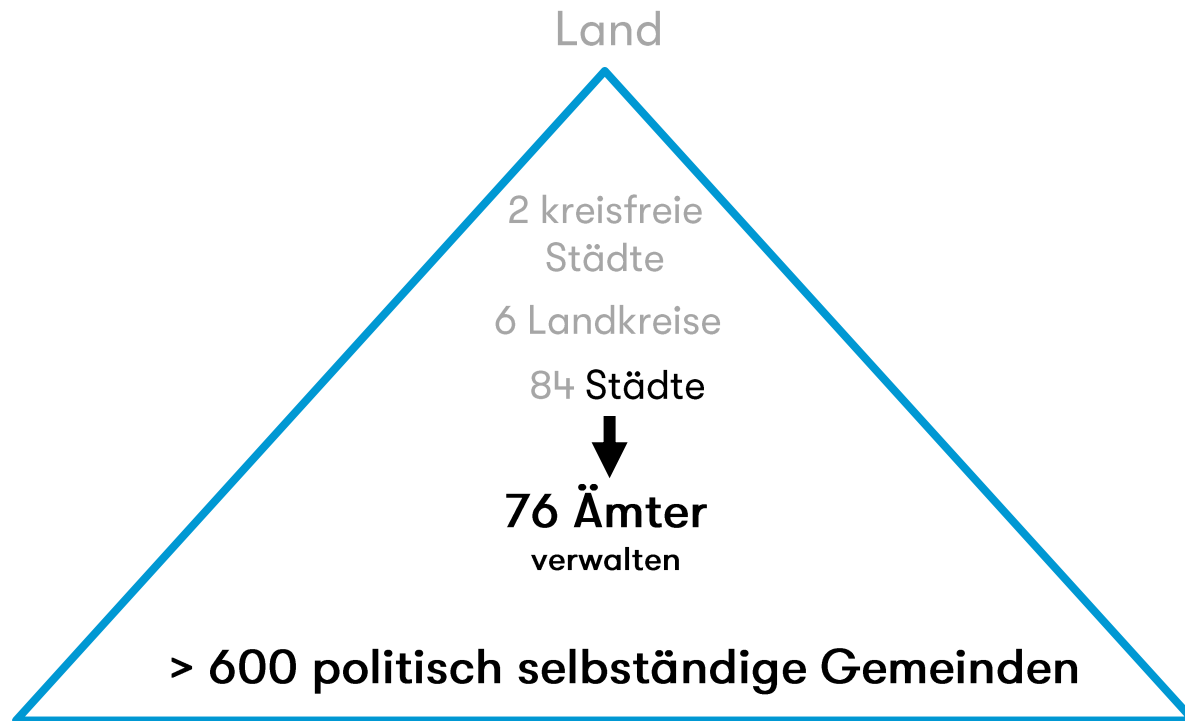 Land
2 kreisfreie
Städte
6 Landkreise
84 Städte
76 Ämter
verwalten
> 600 politisch selbständige Gemeinden